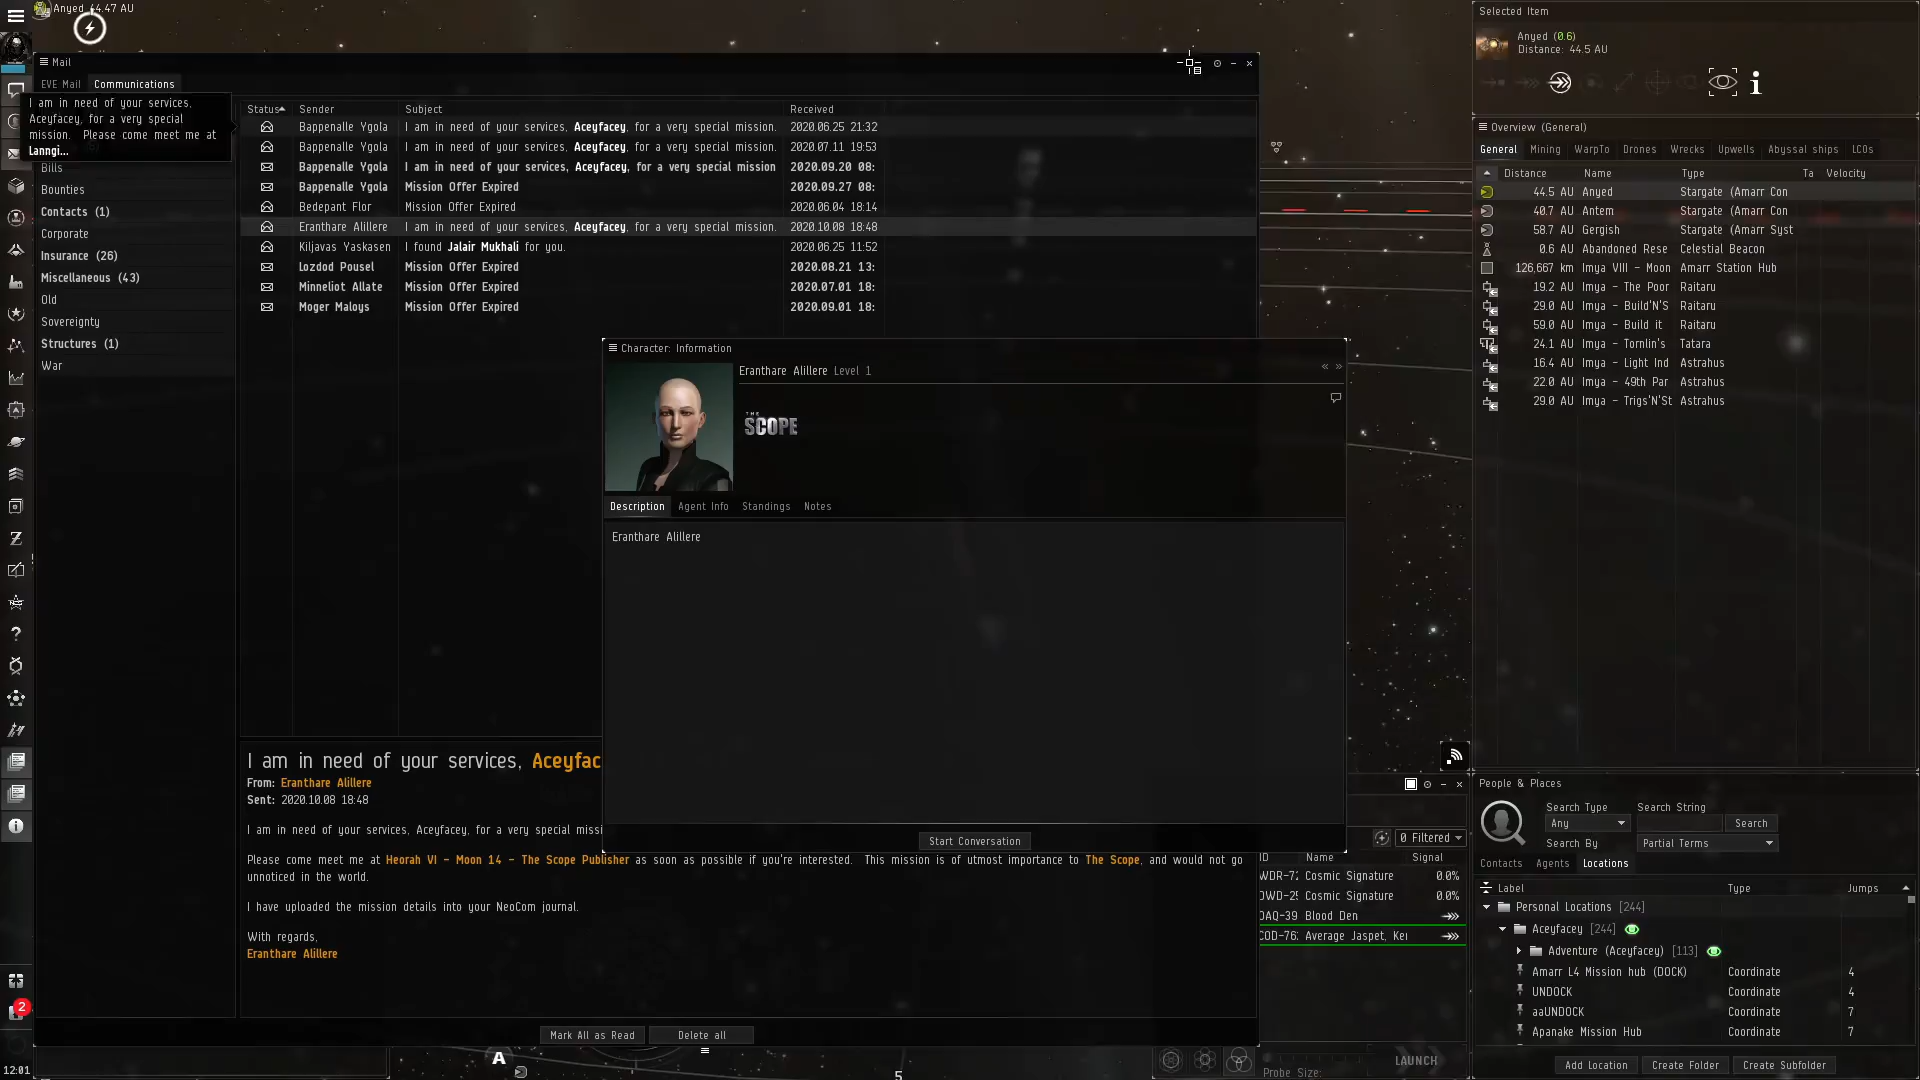 Anyed 44.47 AU
Mail
EVE Mail Communications
I am in need of your services,
Aceyfacey, for a very special
mission. Please come meet me at
Lanngi...
Bills
Bounties
Contacts (1)
Corporate
Insurance (26)
Miscellaneous (43)
Old
Sovereignty
Structures (1)
War
Status Sender Subject Received
Bappenalle Ygola I am in need of your services, Aceyfacey, for a very special mission. 2020.06.25 21:32
Bappenalle Ygola I am in need of your services, Aceyfacey, for a very special mission. 2020.07.11 19:53
Bappenalle Ygola I am in need of your services, Aceyfacey, for a very special mission 2020.09.20 08:
Bappenalle Ygola Mission Offer Expired 2020.09.27 08:
Bedepant Flor Mission Offer Expired 2020.06.04 18:14
Eranthare Alillere I am in need of your services, Aceyfacey, for a very special mission. 2020.10.08 18:48
Kiljavas Yaskasen I found Jalair Mukhali for you. 2020.06.25 11:52
Lozdod Pousel Mission Offer Expired 2020.08.21 13:
Minneliot Allate Mission Offer Expired 2020.07.01 18:
Moger Maloys Mission Offer Expired 2020.09.01 18:
Character: Information
Eranthare Alillere Level 1
THE
SCOPE
Description Agent Info Standings Notes
Eranthare Alillere
Start Conversation
I am in need of your services, Aceyfac
From: Eranthare Alillere
Sent: 2020.10.08 18:48
I am in need of your services, Aceyfacey, for a very special missi
Please come meet me at Heorah VI - Moon 14 - The Scope Publisher as soon as possible if you're interested. This mission is of utmost importance to The Scope, and would not go
unnoticed in the world.
I have uploaded the mission details into your NeoCom journal.
With regards,
Eranthare Alillere
Mark All as Read Delete all
2
12:01
A
5
Probe Size:
LAUNCH
0 Filtered
ID Name Signal
WDR-72 Cosmic Signature 0.0%
DWD-25 Cosmic Signature 0.0%
DAQ-39 Blood Den
COD-76 Average Jaspet, Ke
Selected Item
Anyed (0.6)
Distance: 44.5 AU
Overview (General)
General Mining WarpTo Drones Wrecks Upwells Abyssal ships LCOs
Distance Name Type Ta Velocity
44.5 AU Anyed Stargate (Amarr Con
40.7 AU Antem Stargate (Amarr Con
58.7 AU Gergish Stargate (Amarr Syst
0.6 AU Abandoned Rese Celestial Beacon
126,667 km Imya VIII - Moon Amarr Station Hub
19.2 AU Imya - The Poor Raitaru
29.0 AU Imya - Build'N'S Raitaru
59.0 AU Imya - Build it Raitaru
24.1 AU Imya - Tornlin's Tatara
16.4 AU Imya - Light Ind Astrahus
22.0 AU Imya - 49th Par Astrahus
29.0 AU Imya - Trigs'N'St Astrahus
People & Places
Search Type Search String
Any Search
Search By Partial Terms
Contacts Agents Locations
Label Type Jumps
Personal Locations [244]
Aceyfacey [244]
Adventure (Aceyfacey) [113]
Amarr L4 Mission hub (DOCK) Coordinate 4
UNDOCK Coordinate 4
aaUNDOCK Coordinate 7
Apanake Mission Hub Coordinate 7
Add Location Create Folder Create Subfolder